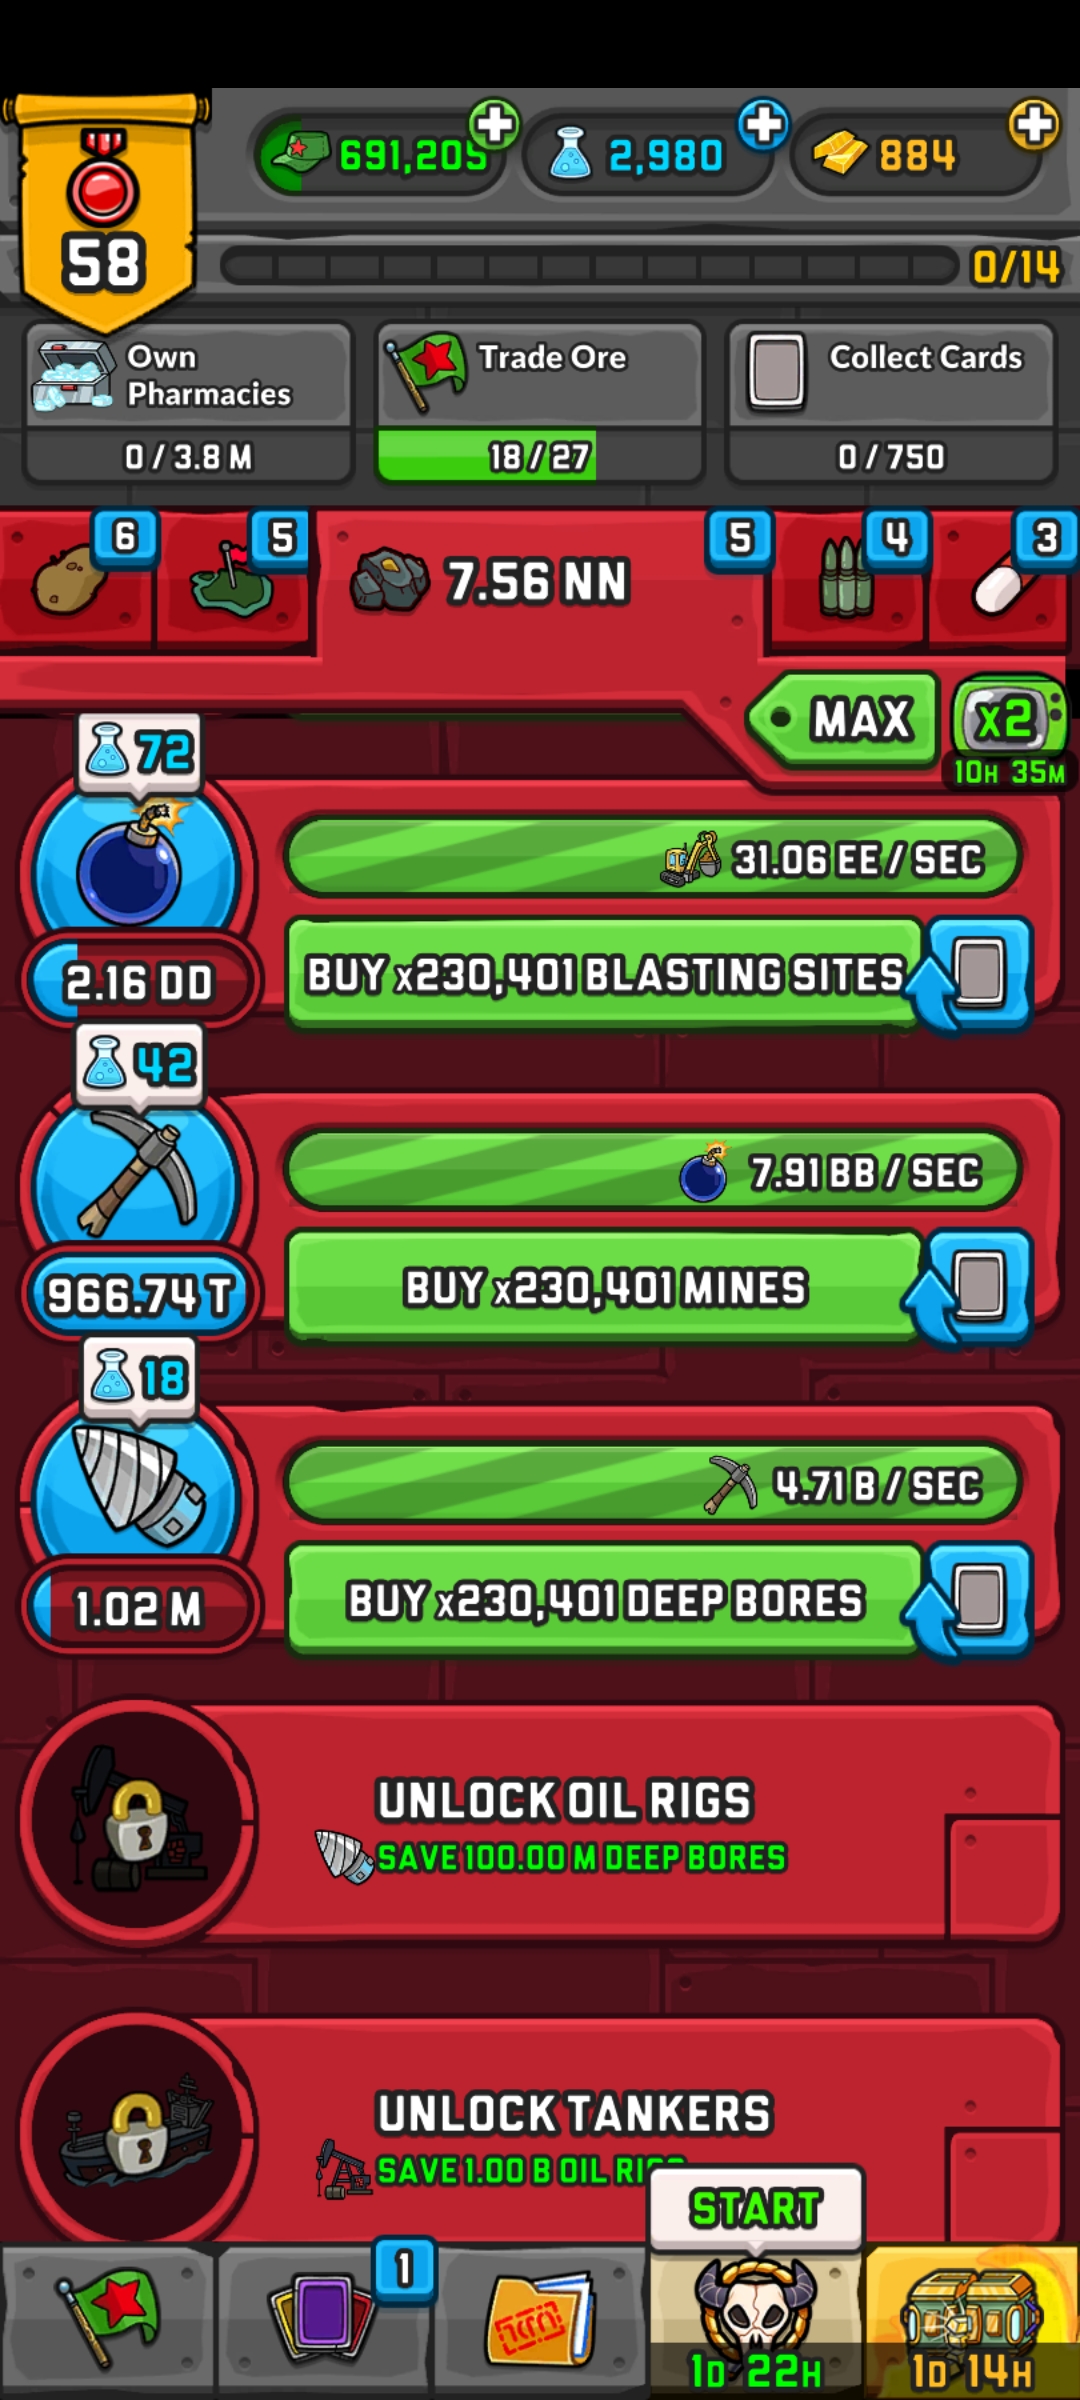 691,205
2,980
884
58
0/14
Own
Pharmacies
0 / 3.8 M
Trade Ore
18 / 27
Collect Cards
0 / 750
6
5
7.56 NN
5
4
3
MAX
x2
10H 35M
72
31.06 EE / SEC
2.16 DD
BUY x230,401 BLASTING SITES
42
7.91 BB / SEC
966.74 T
BUY x230,401 MINES
18
4.71 B / SEC
1.02 M
BUY x230,401 DEEP BORES
UNLOCK OIL RIGS
SAVE 100.00 M DEEP BORES
UNLOCK TANKERS
SAVE 1.00 B OIL RIGS
START
1
1D 22H
1D 14H